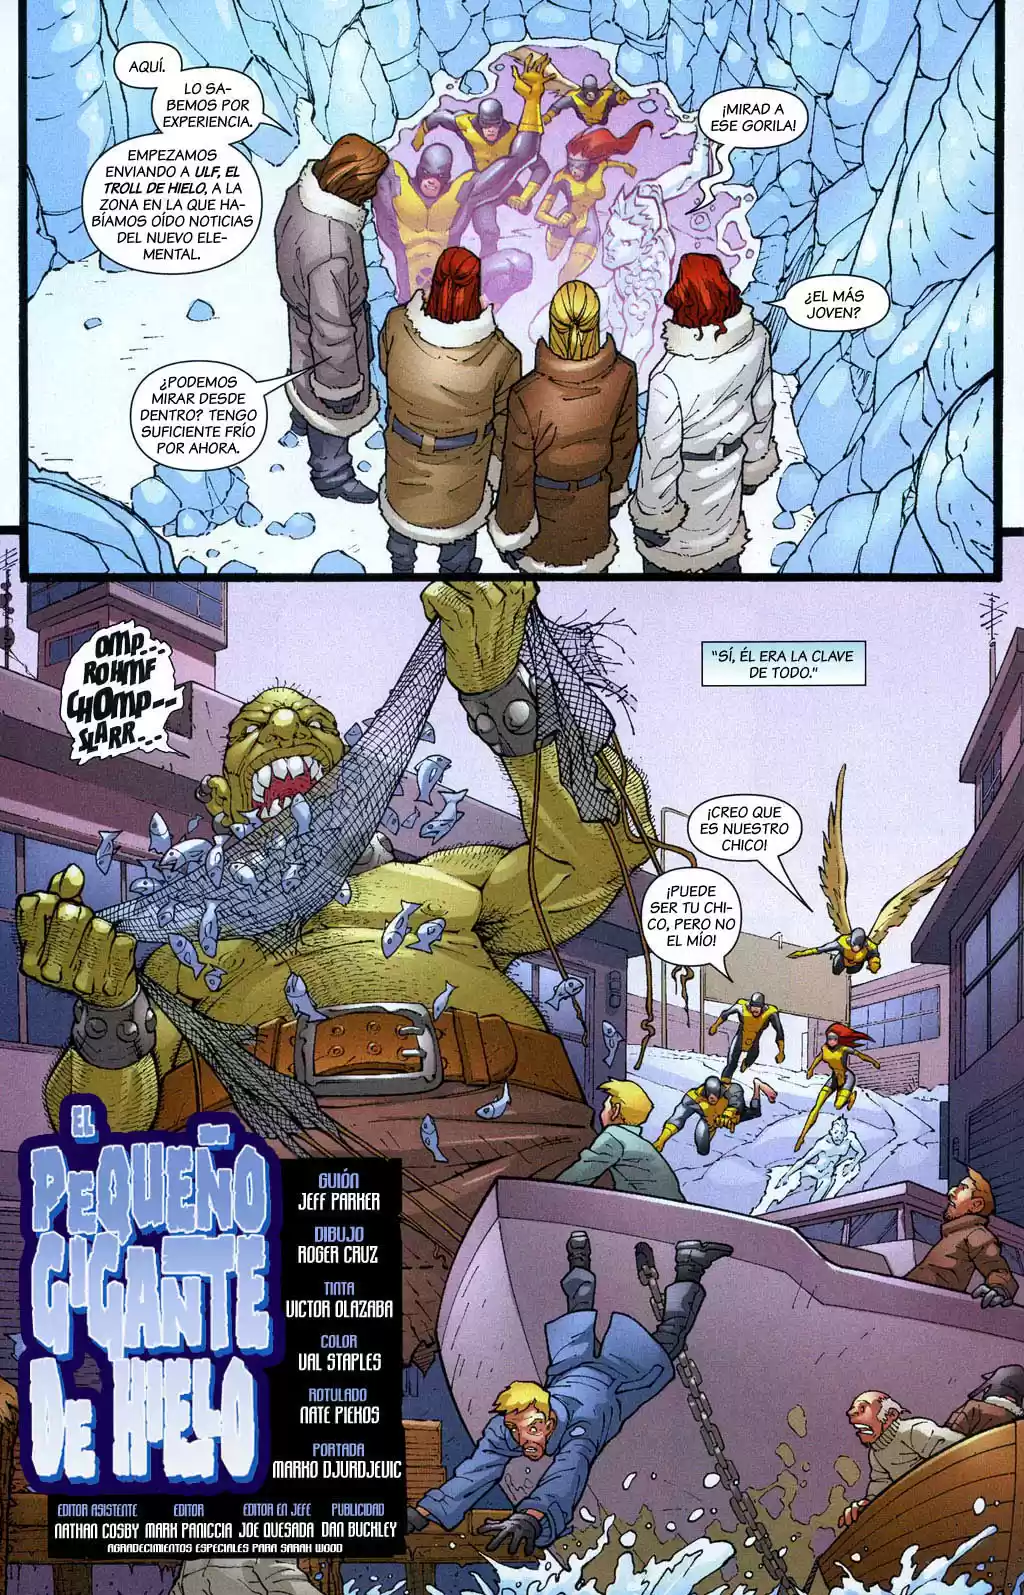 AQUÍ.
LO SA-
BEMOS POR
EXPERIENCIA.
EMPEZAMOS
ENVIANDO A ULF, EL
TROLL DE HIELO, A LA
ZONA EN LA QUE HA-
BÍAMOS OÍDO NOTICIAS
DEL NUEVO ELE-
MENTAL.
¡MIRAD A
ESE GORILA!
¿EL MÁS
JOVEN?
¿PODEMOS
MIRAR DESDE
DENTRO? TENGO
SUFICIENTE FRÍO
POR AHORA.
OMP...
ROHMF
CHOMP--
SLARR...
"SÍ, ÉL ERA LA CLAVE
DE TODO."
¡CREO QUE
ES NUESTRO
CHICO!
¡PUEDE
SER TU CHI-
CO, PERO NO
EL MÍO!
EL
PEQUEÑO
GIGANTE
DE HIELO
GUIÓN
JEFF PARKER
DIBUJO
ROGER CRUZ
TINTA
VICTOR OLAZABA
COLOR
VAL STAPLES
ROTULADO
NATE PIEKOS
PORTADA
MARKO DJURDJEVIC
EDITOR ASISTENTE EDITOR EDITOR EN JEFE PUBLICIDAD
NATHAN COSBY MARK PANICCIA JOE QUESADA DAN BUCKLEY
AGRADECIMIENTOS ESPECIALES PARA SARAH WOOD